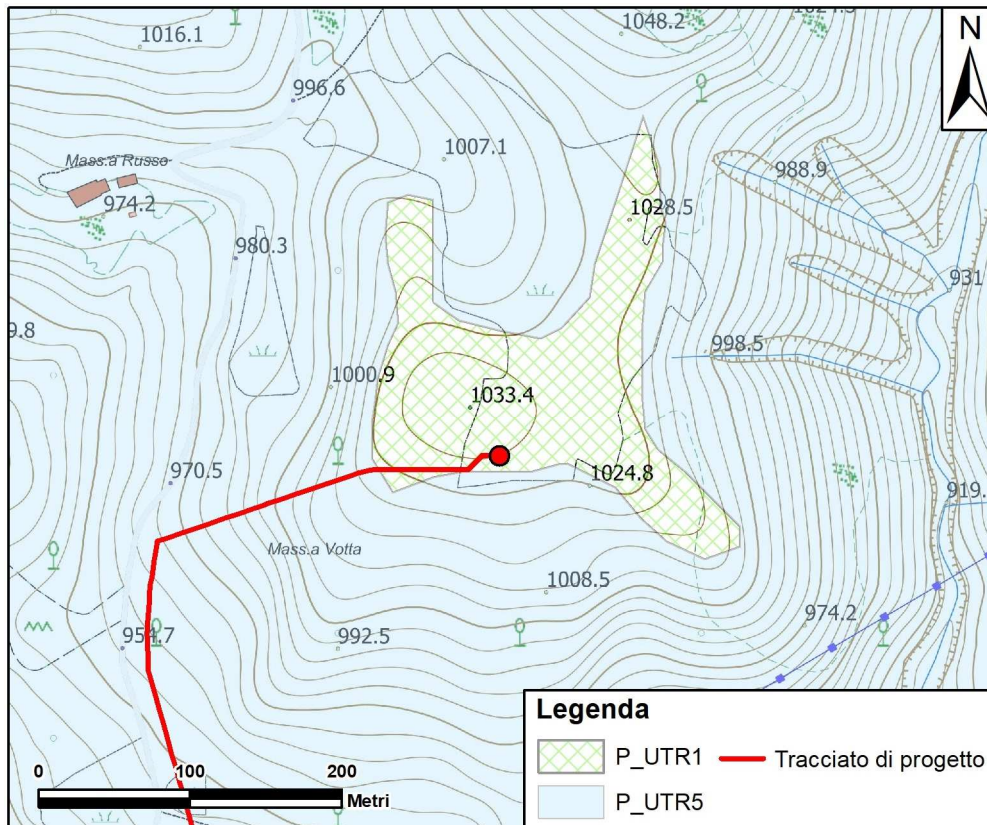 1016.1
1048.2
N
996.6
1007.1
Mass.a Russo
988.9
974.2
1028.5
980.3
931
9.8
998.5
1000.9
1033.4
970.5
1024.8
919.
Mass.a Votta
1008.5
974.2
954.7
992.5
Legenda
P_UTR1
Tracciato di progetto
P_UTR5
0 100 200
Metri